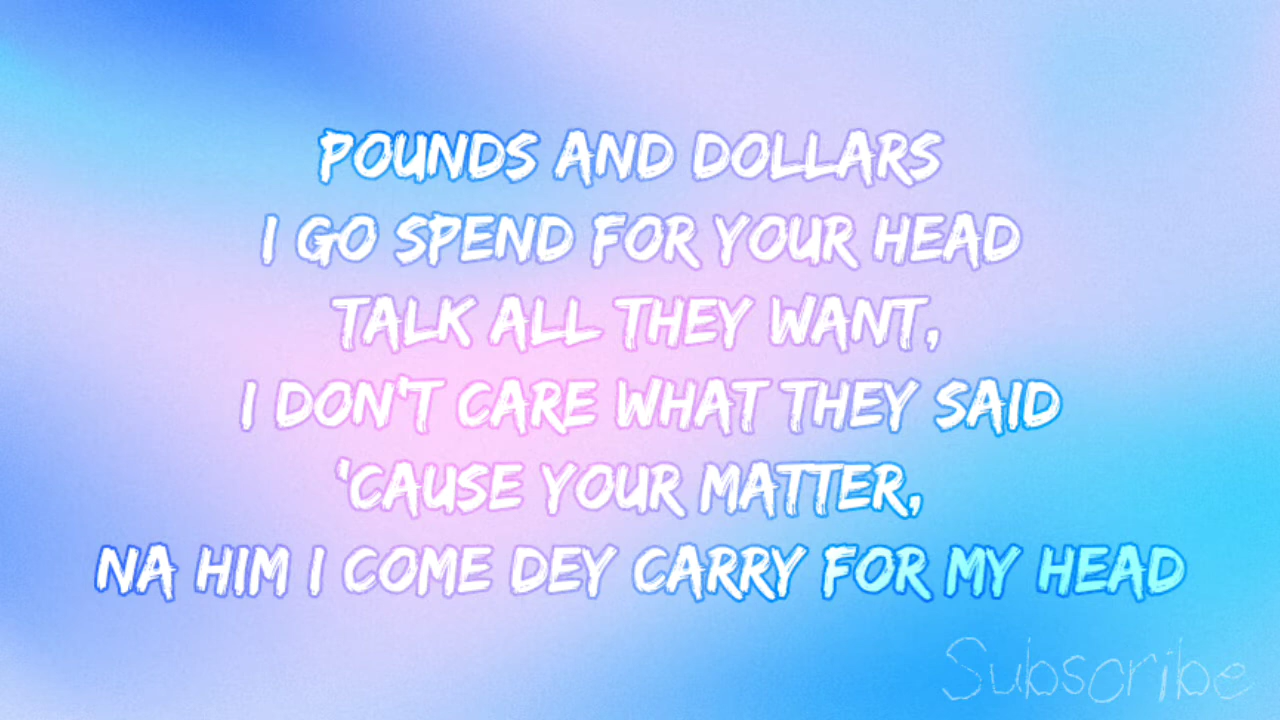 POUNDS AND DOLLARS
I GO SPEND FOR YOUR HEAD
TALK ALL THEY WANT,
I DON'T CARE WHAT THEY SAID
'CAUSE YOUR MATTER,
NA HIM I COME DEY CARRY FOR MY HEAD
Subscribe